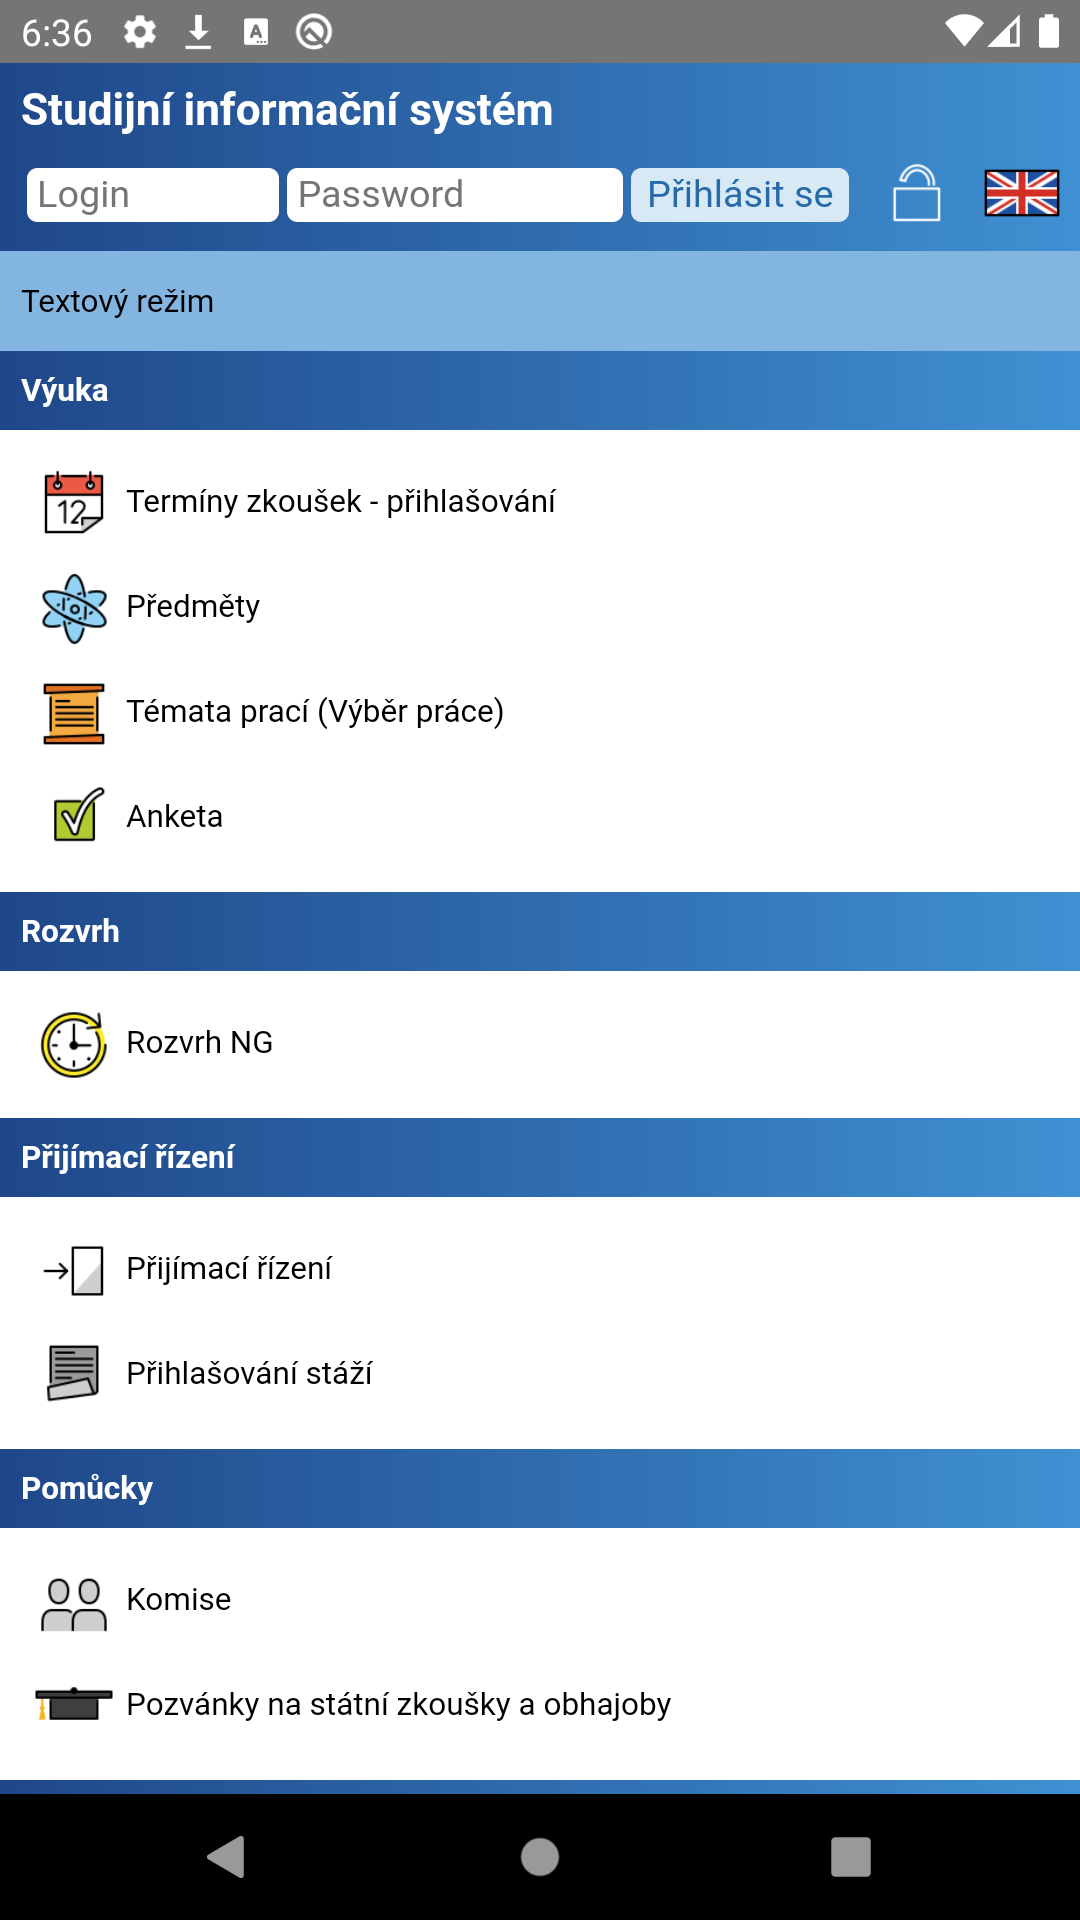 6:36
Studijní informační systém
Login Password Přihlásit se
Textový režim
Výuka
12
Termíny zkoušek - přihlašování
Předměty
Témata prací (Výběr práce)
Anketa
Rozvrh
Rozvrh NG
Přijímací řízení
Přijímací řízení
Přihlašování stáží
Pomůcky
Komise
Pozvánky na státní zkoušky a obhajoby